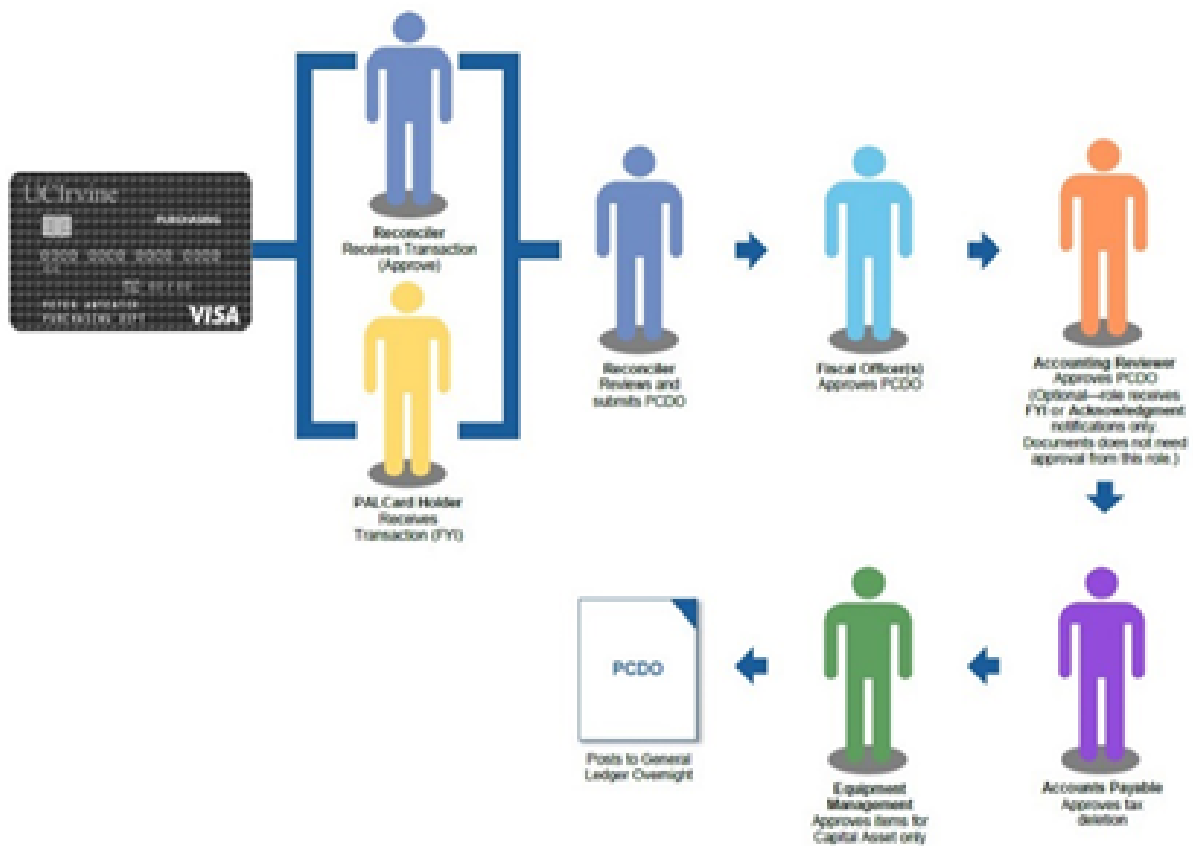 UCIrvine
PURCHASING
PURCHASING DEPT
VISA
Reconciler
Receives Transaction
(Approve)
PALCard Holder
Receives
Transaction (FYI)
Reconciler
Reviews and
submits PCDO
Fiscal Officer(s)
Approves PCDO
Accounting Reviewer
Approves PCDO
(Optional—role receives
FYI or Acknowledgment
notifications only.
Documents does not need
approval from this role.)
Accounts Payable
Approves tax
deletion
Equipment
Management
Approves items for
Capital Asset only
PCDO
Posts to General
Ledger Overnight